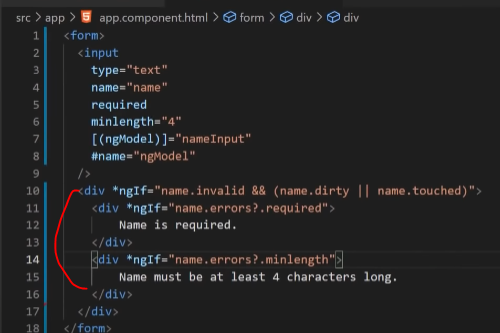 src > app > app.component.html > form > div > div
1 <form>
2 <input
3 type="text"
4 name="name"
5 required
6 minlength="4"
7 [(ngModel)]="nameInput"
8 #name="ngModel"
9 />
10 <div *ngIf="name.invalid && (name.dirty || name.touched)">
11 <div *ngIf="name.errors?.required">
12 Name is required.
13 </div>
14 <div *ngIf="name.errors?.minlength">
15 Name must be at least 4 characters long.
16 </div>
17 </div>
18 </form>